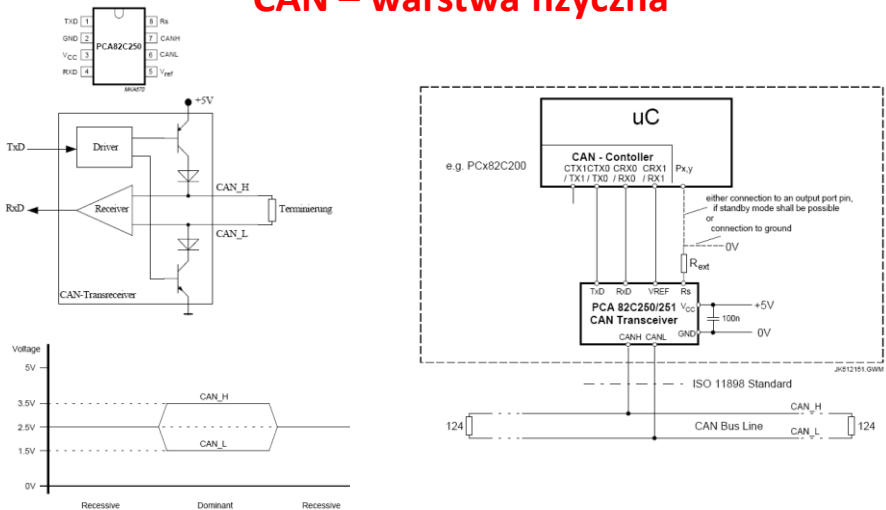 CAN – warstwa fizyczna
TXD 1
GND 2
VCC 3
RXD 4
PCA82C250
8 Rs
7 CANH
6 CANL
5 Vref
MKA670
+5V
TxD
Driver
RxD
Receiver
CAN_H
Terminierung
CAN_L
CAN-Transreceiver
Voltage
5V
3.5V
2.5V
1.5V
0V
CAN_H
CAN_L
Recessive
Dominant
Recessive
uC
e.g. PCx82C200
CAN - Contoller
CTX1 CTX0 CRX0 CRX1
/ TX1 / TX0 / RX0 / RX1
Px,y
either connection to an output port pin,
if standby mode shall be possible
or
connection to ground
0V
Rext
TxD RxD VREF Rs
PCA 82C250/251
CAN Transceiver
VCC
GND
CANH CANL
+5V
100n
0V
JK512151.GWM
ISO 11898 Standard
CAN_H
124
CAN Bus Line
CAN_L
124